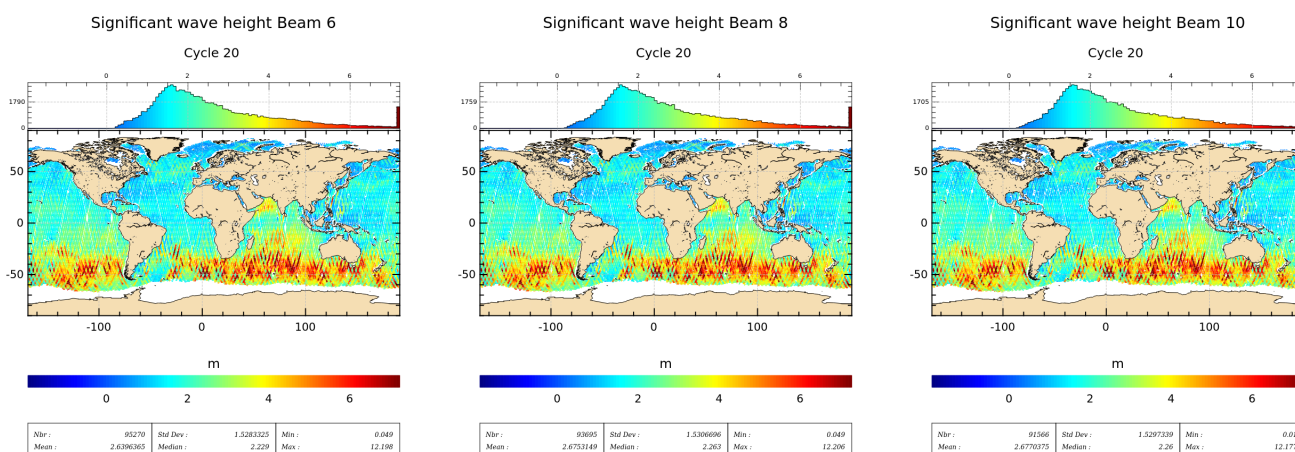 Significant wave height Beam 6
Cycle 20
0 2 4 6
1790
0
50
0
-50
-100 0 100
m
0 2 4 6
Nbr : 95270 Std Dev : 1.5283325 Min : 0.049
Mean : 2.6396365 Median : 2.229 Max : 12.198
Significant wave height Beam 8
Cycle 20
0 2 4 6
1759
0
50
0
-50
-100 0 100
m
0 2 4 6
Nbr : 93695 Std Dev : 1.5306696 Min : 0.049
Mean : 2.6753149 Median : 2.263 Max : 12.206
Significant wave height Beam 10
Cycle 20
0 2 4 6
1705
0
50
0
-50
-100 0 100
m
0 2 4 6
Nbr : 91566 Std Dev : 1.5297339 Min :
Mean : 2.6770375 Median : 2.26 Max :